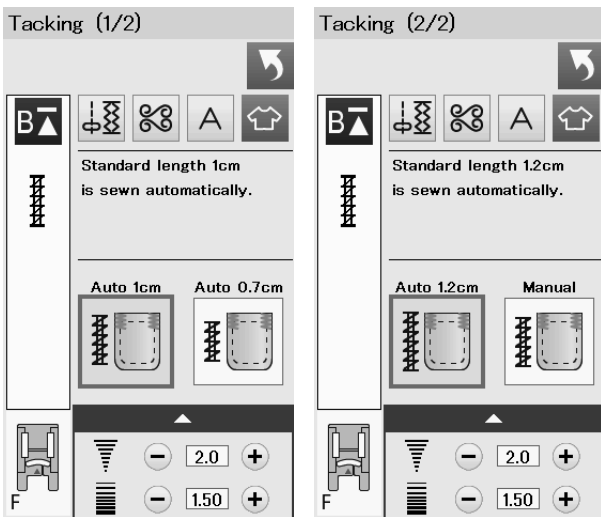 Tacking (1/2)
B
A
Standard length 1cm
is sewn automatically.
Auto 1cm Auto 0.7cm
2.0
1.50
F
Tacking (2/2)
B
A
Standard length 1.2cm
is sewn automatically.
Auto 1.2cm Manual
2.0
1.50
F